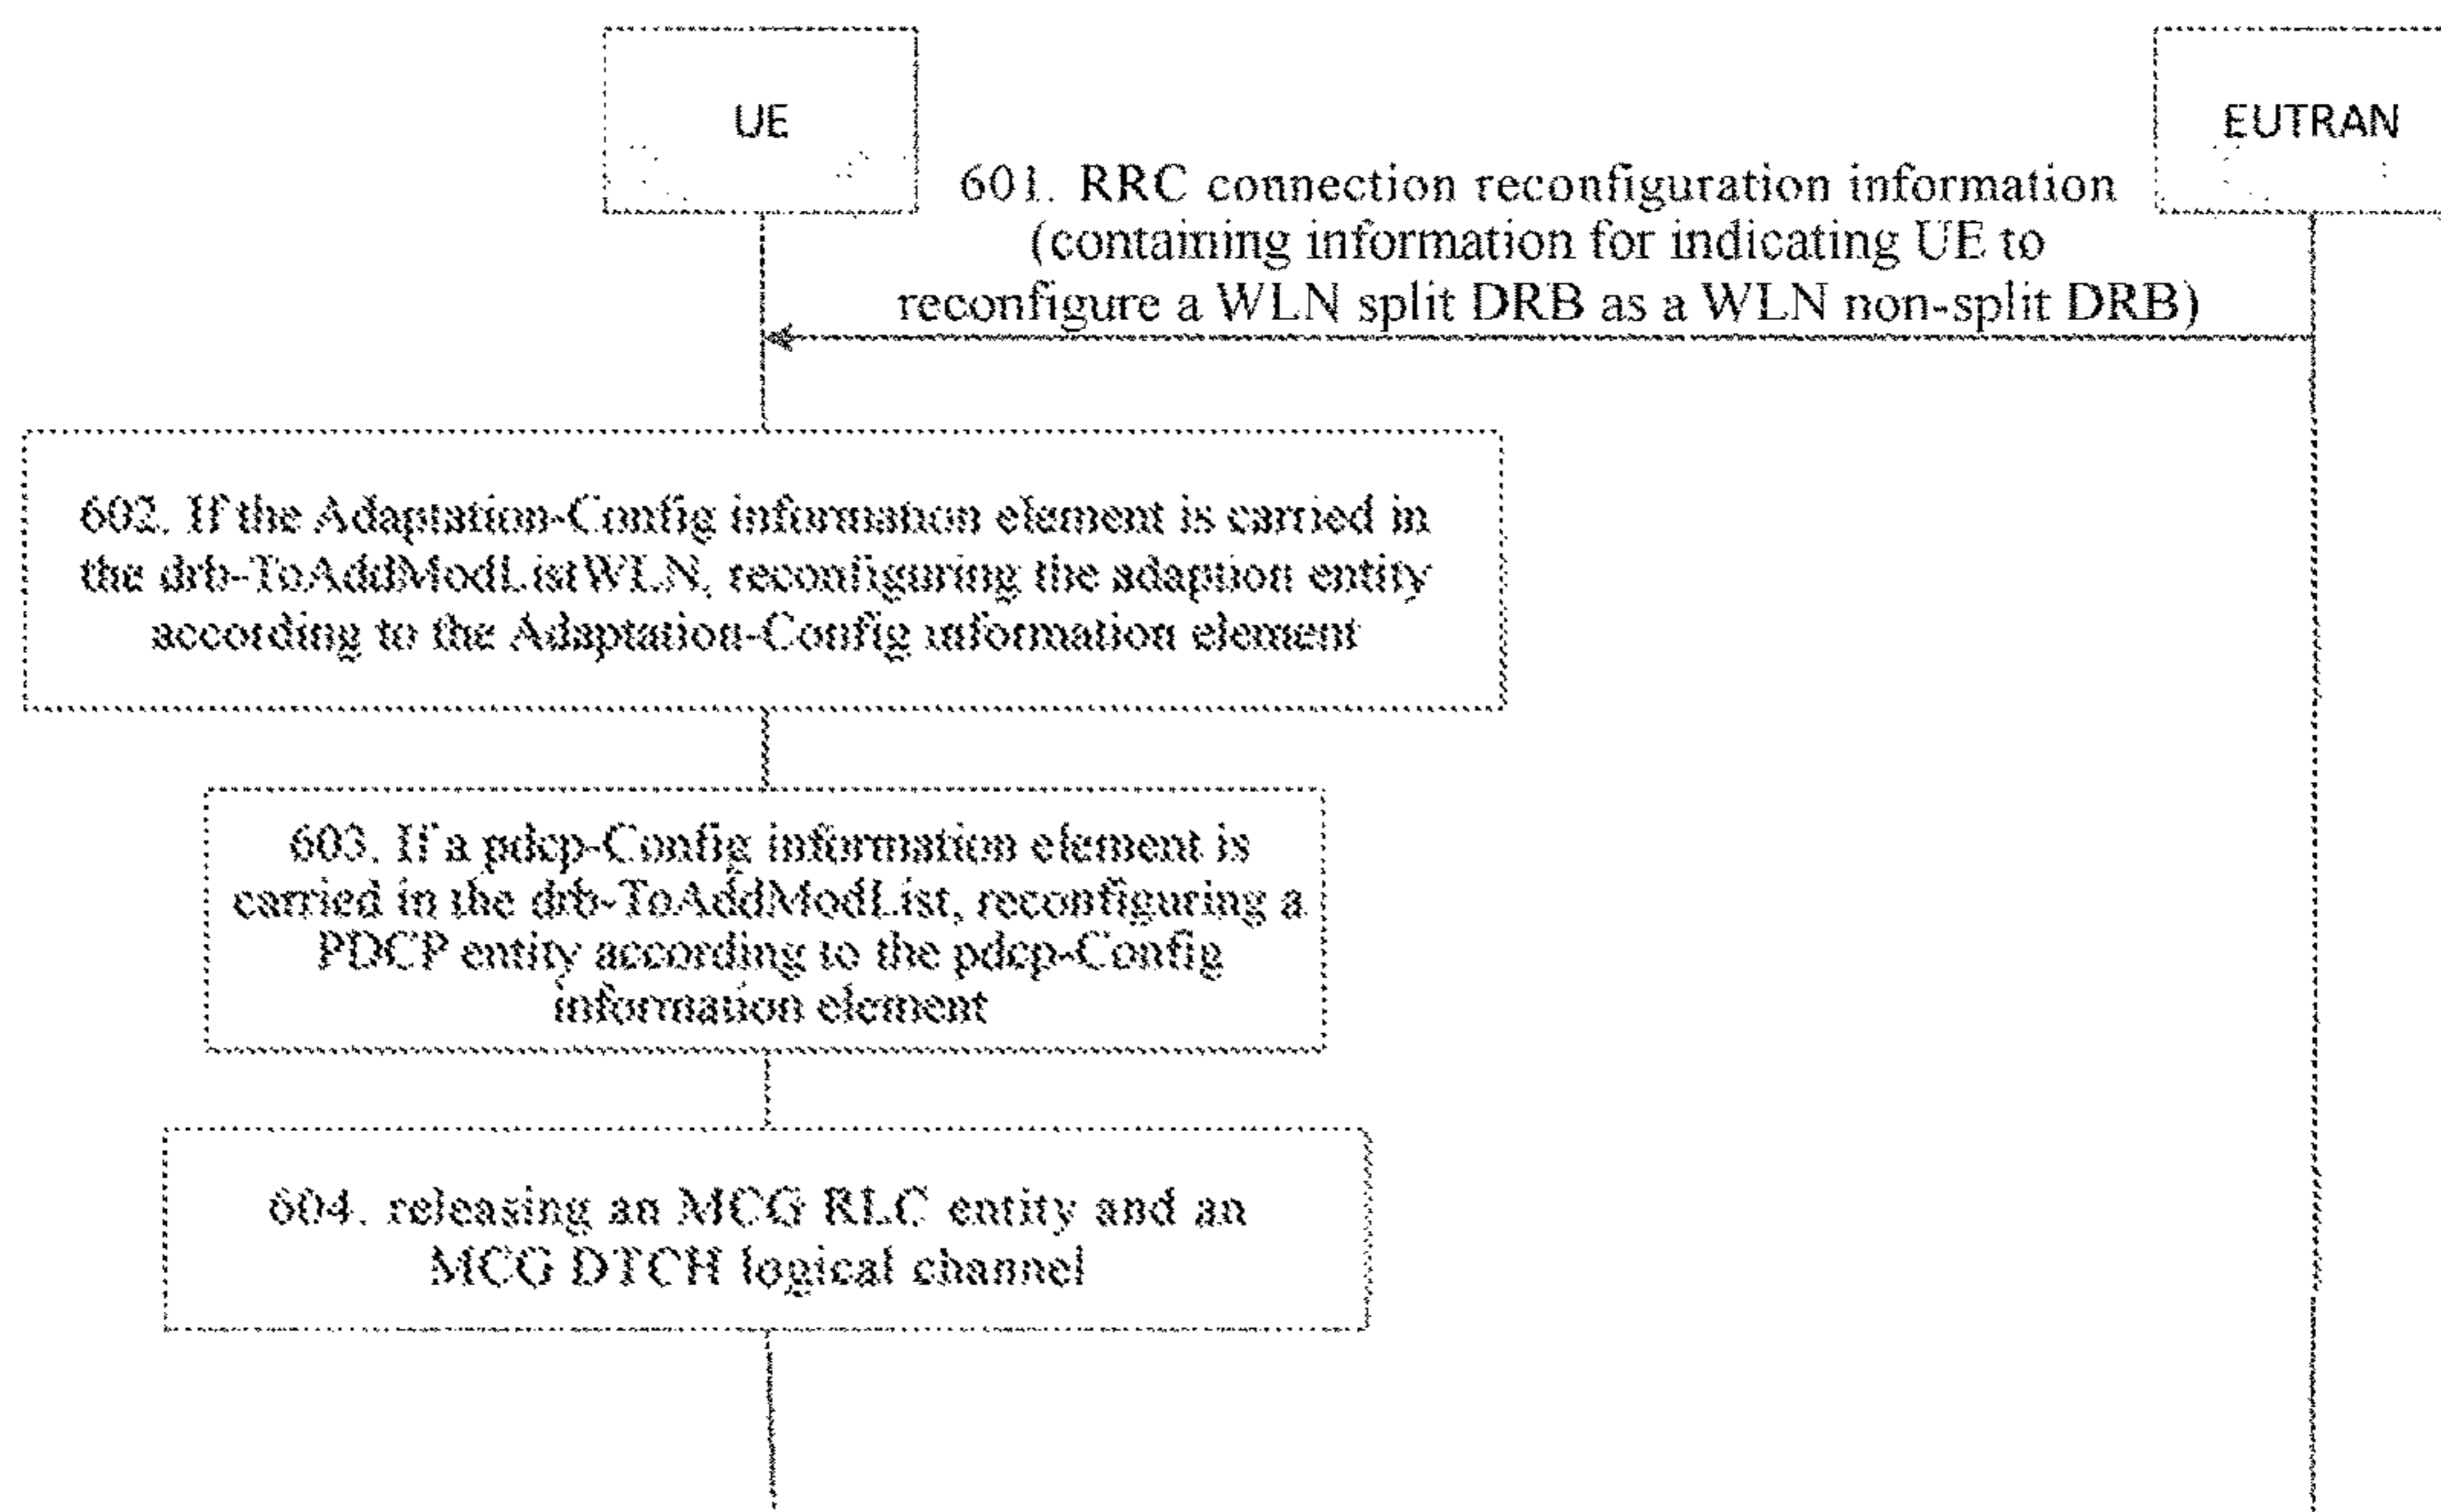 UE
EUTRAN
601. RRC connection reconfiguration information
(containing information for indicating UE to
reconfigure a WLN split DRB as a WLN non-split DRB)
602. If the Adaptation-Config information element is carried in
the drb-ToAddModListWLN, reconfiguring the adaption entity
according to the Adaptation-Config information element
603. If a pdcp-Config information element is
carried in the drb-ToAddModList, reconfiguring a
PDCP entity according to the pdcp-Config
information element
604. releasing an MCG RLC entity and an
MCG DTCH logical channel